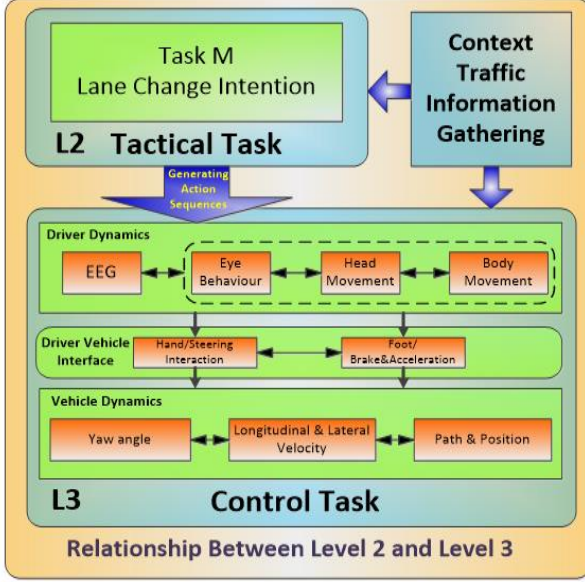 Task M
Lane Change Intention
L2 Tactical Task
Context
Traffic
Information
Gathering
Generating
Action
Sequences
Driver Dynamics
EEG
Eye
Behaviour
Head
Movement
Body
Movement
Driver Vehicle
Interface
Hand/Steering
Interaction
Foot/
Brake&Acceleration
Vehicle Dynamics
Yaw angle
Longitudinal & Lateral
Velocity
Path & Position
L3 Control Task
Relationship Between Level 2 and Level 3